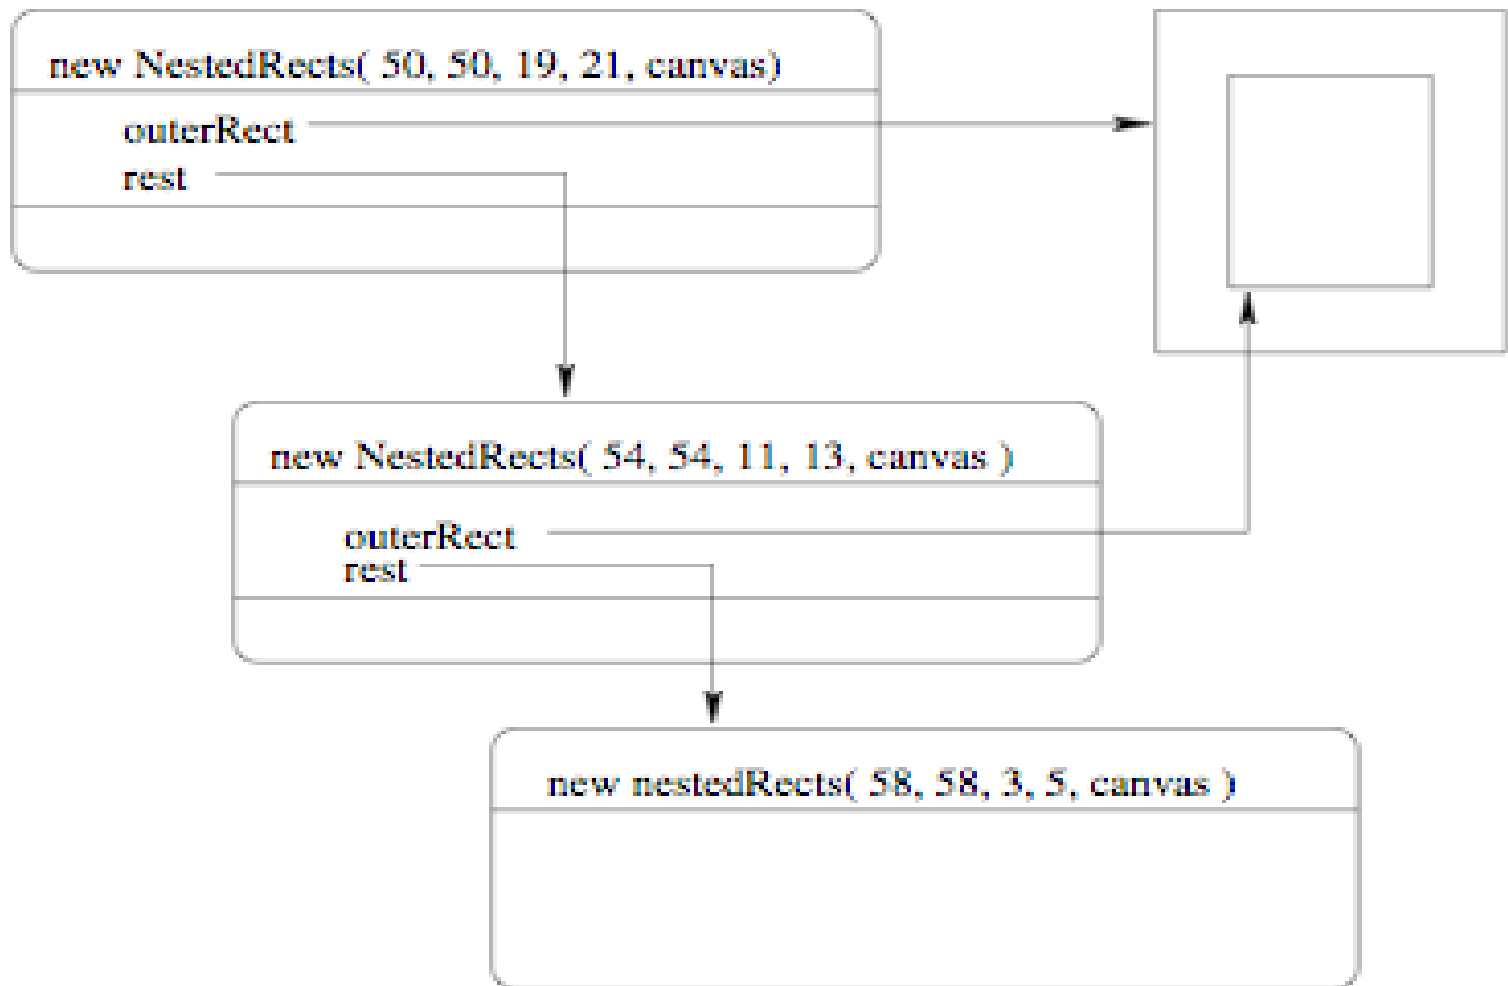 new NestedRects( 50, 50, 19, 21, canvas)
outerRect
rest
new NestedRects( 54, 54, 11, 13, canvas )
outerRect
rest
new nestedRects( 58, 58, 3, 5, canvas )